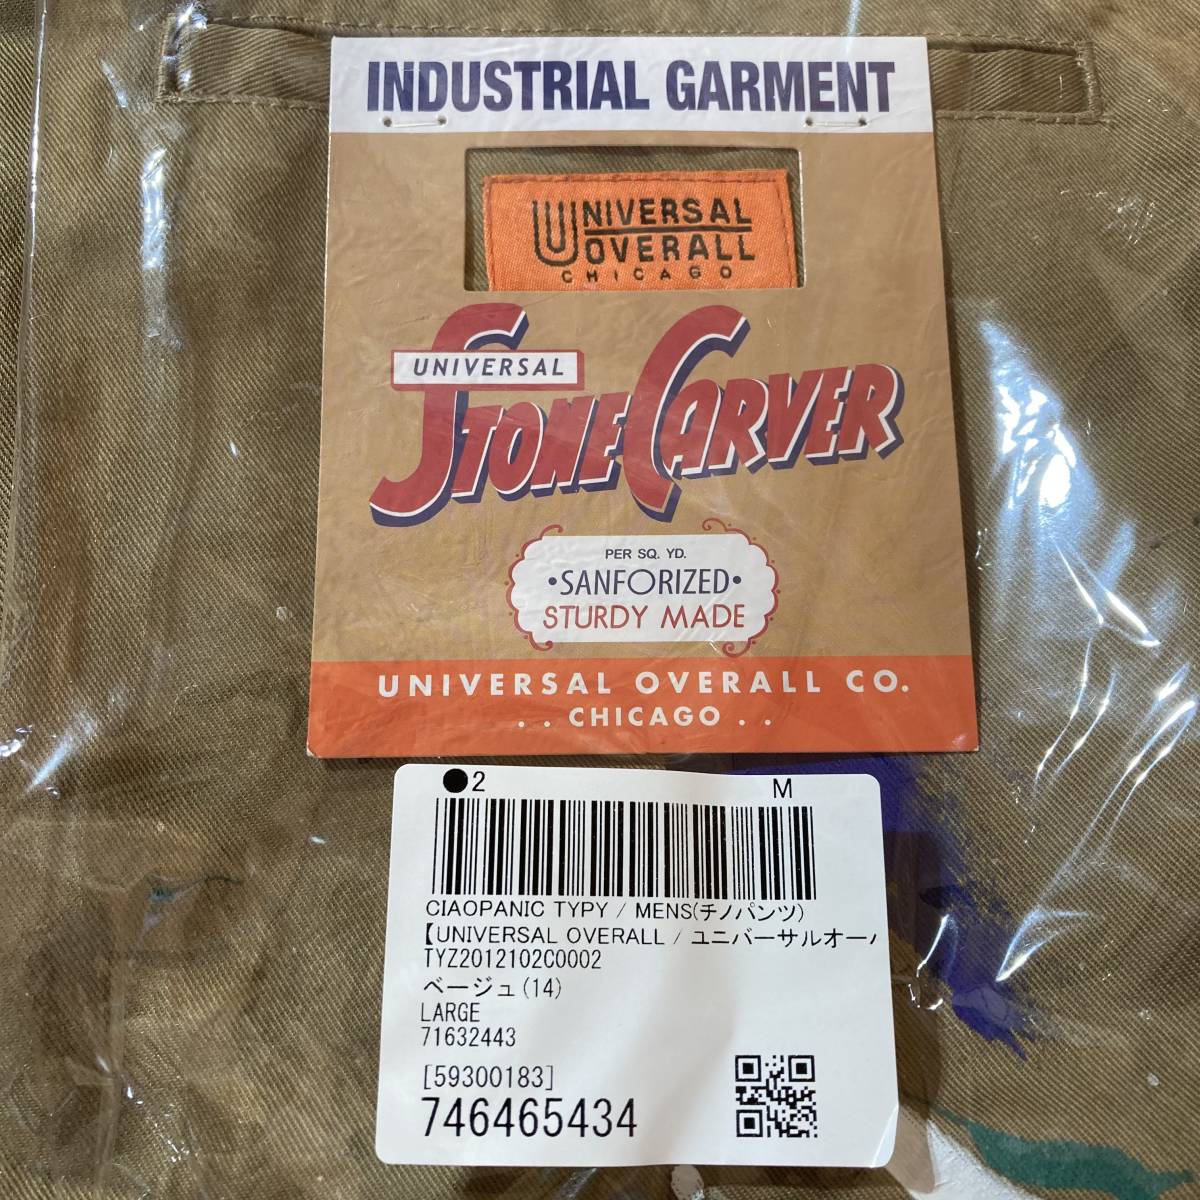 INDUSTRIAL GARMENT
UNIVERSAL
OVERALL
CHICAGO
UNIVERSAL
STONE CARVER
PER SQ. YD.
•SANFORIZED•
STURDY MADE
UNIVERSAL OVERALL CO.
. . CHICAGO . .
●2 M
CIAOPANIC TYPY / MENS(チノパンツ)
【UNIVERSAL OVERALL / ユニバーサルオーバ
TYZ2012102C0002
ベージュ(14)
LARGE
71632443
[59300183]
746465434